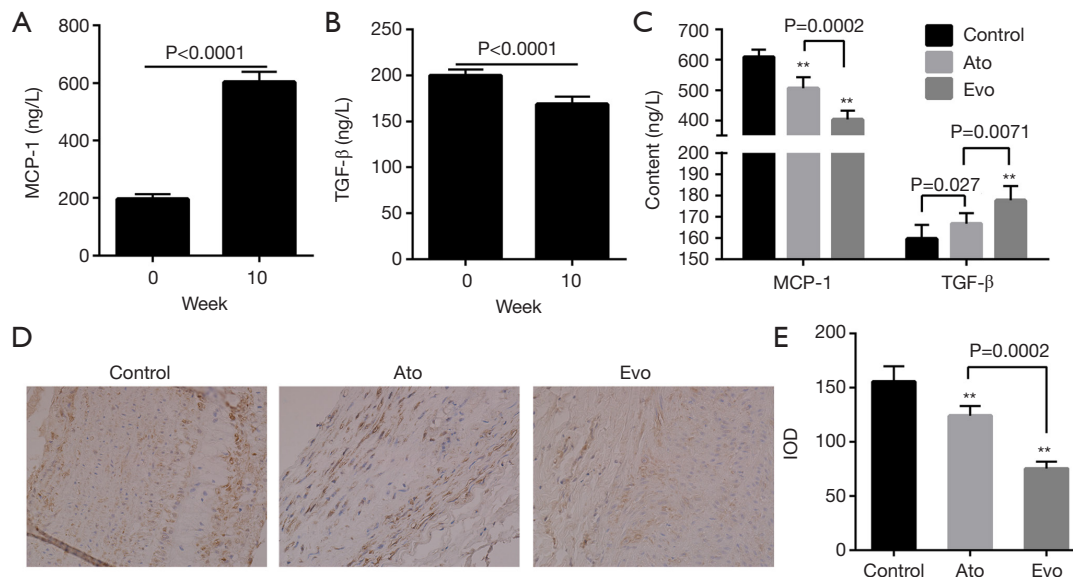 A
MCP-1 (ng/L)
800
600
400
200
0
P<0.0001
0
10
Week
B
TGF-β (ng/L)
250
200
150
100
50
0
P<0.0001
0
10
Week
C
Content (ng/L)
700
600
500
400
200
190
180
170
160
150
P=0.0002
**
**
P=0.027
P=0.0071
**
MCP-1
TGF-β
Control
Ato
Evo
D
Control
Ato
Evo
E
IOD
200
150
100
50
0
P=0.0002
**
**
Control
Ato
Evo